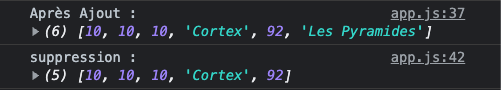 Après Ajout : app.js:37
▶ (6) [10, 10, 10, 'Cortex', 92, 'Les Pyramides']
suppression : app.js:42
▶ (5) [10, 10, 10, 'Cortex', 92]